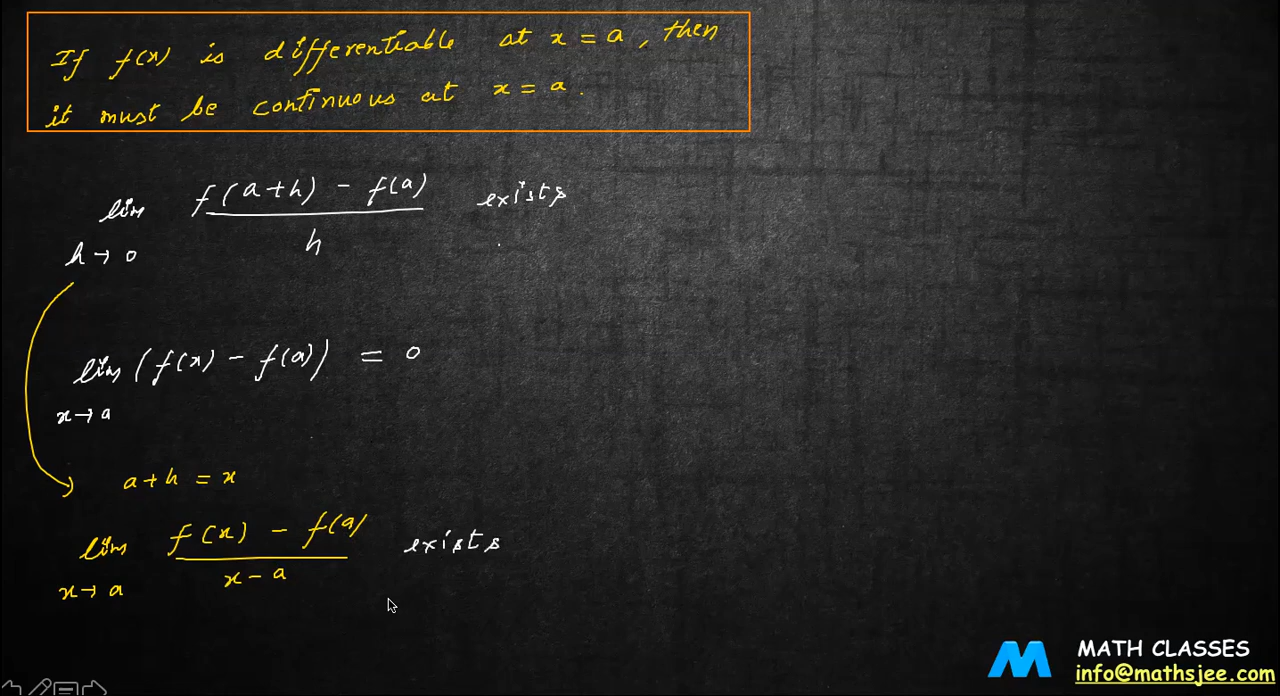 If f(x) is differentiable at x = a, then
it must be continuous at x = a.
lim h→0 (f(a+h) - f(a))/h exists
lim x→a (f(x) - f(a)) = 0
a+h = x
lim x→a (f(x) - f(a))/(x-a) exists
MATH CLASSES
info@mathsjee.com